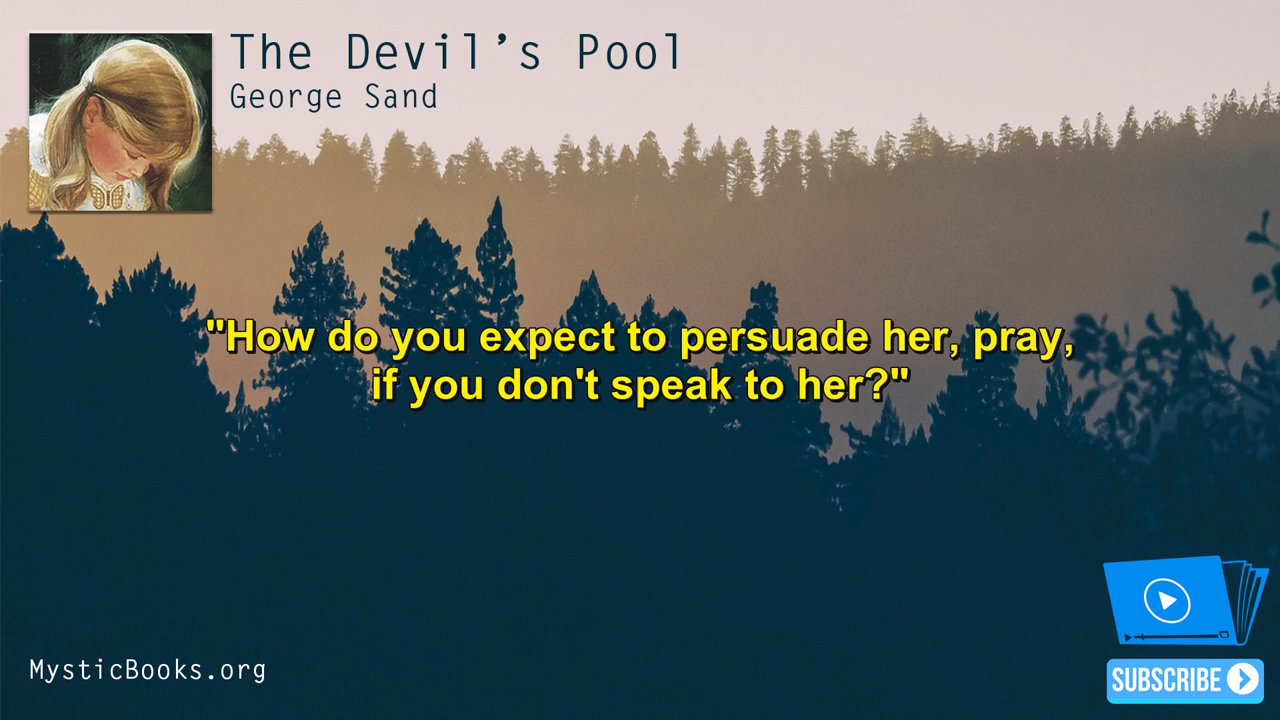 The Devil’s Pool
George Sand
"How do you expect to persuade her, pray,
if you don't speak to her?"
MysticBooks.org
SUBSCRIBE